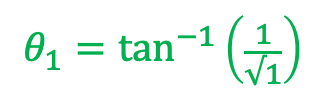 θ₁ = tan⁻¹ (1/√1)